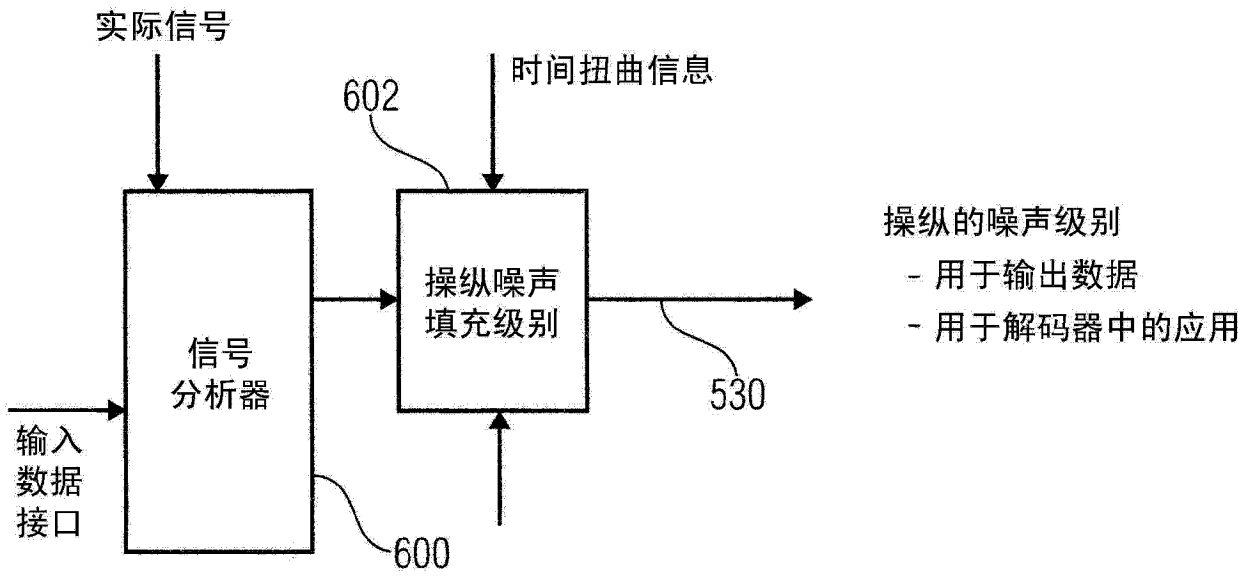 实际信号
时间扭曲信息
602
操纵的噪声级别
- 用于输出数据
- 用于解码器中的应用
操纵噪声
填充级别
信号
分析器
530
输入
数据
接口
600